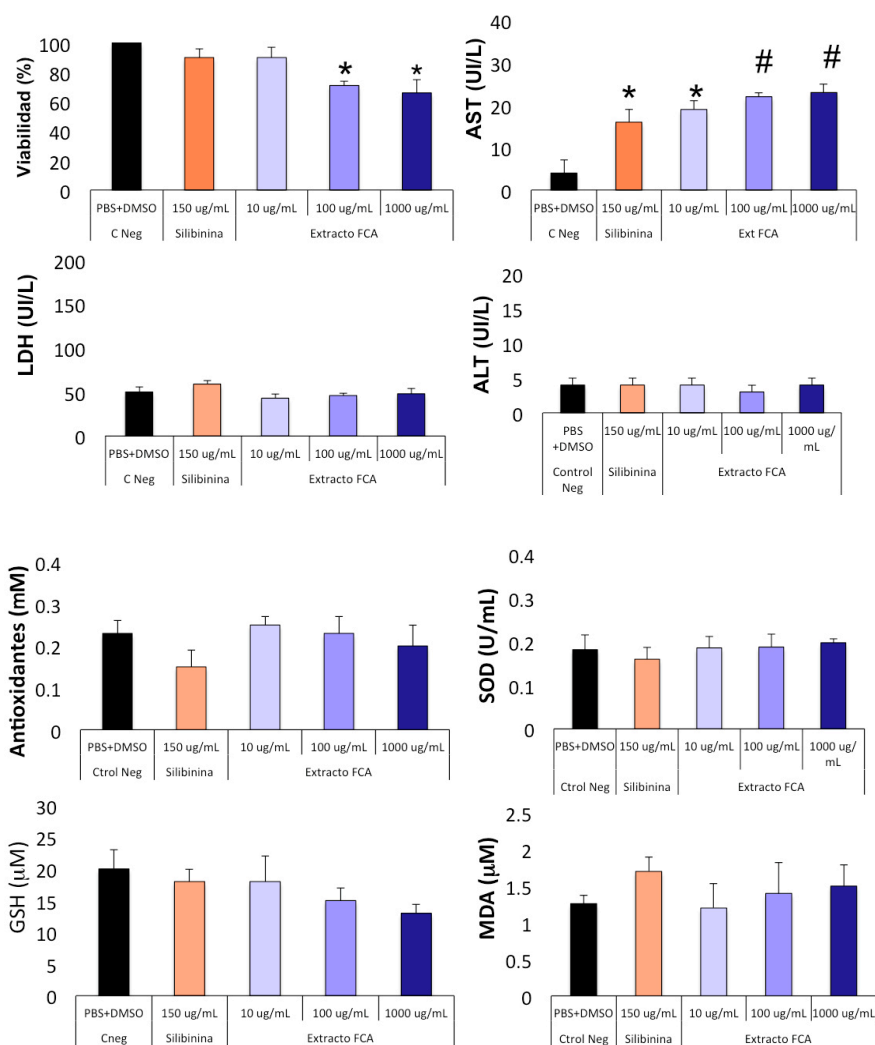 Viabilidad (%)
100
80
60
40
20
0
*
*
PBS+DMSO 150 ug/mL 10 ug/mL 100 ug/mL 1000 ug/mL
C Neg Silibinina Extracto FCA
AST (UI/L)
40
30
20
10
0
*
*
#
#
PBS+DMSO 150 ug/mL 10 ug/mL 100 ug/mL 1000 ug/mL
C Neg Silibinina Ext FCA
LDH (UI/L)
200
150
100
50
0
PBS+DMSO 150 ug/mL 10 ug/mL 100 ug/mL 1000 ug/mL
C Neg Silibinina Extracto FCA
ALT (UI/L)
20
15
10
5
0
PBS 150 ug/mL 10 ug/mL 100 ug/mL 1000 ug/
+DMSO mL
Control Silibinina Extracto FCA
Neg
Antioxidantes (mM)
0.4
0.3
0.2
0.1
0
PBS+DMSO 150 ug/mL 10 ug/mL 100 ug/mL 1000 ug/mL
Ctrol Neg Silibinina Extracto FCA
SOD (U/mL)
0.4
0.3
0.2
0.1
0
PBS+DMSO 150 ug/mL 10 ug/mL 100 ug/mL 1000 ug/
mL
Ctrol Neg Silibinina Extracto FCA
GSH (μM)
30
25
20
15
10
5
0
PBS+DMSO 150 ug/mL 10 ug/mL 100 ug/mL 1000 ug/mL
Cneg Silibinina Extracto FCA
MDA (μM)
2.5
2
1.5
1
0.5
0
PBS+DMSO 150 ug/mL 10 ug/mL 100 ug/mL 1000 ug/mL
Ctrol Neg Silibinina Extracto FCA